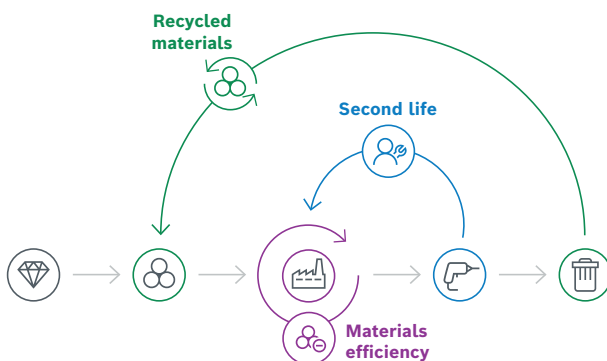 Recycled
materials
Second life
Materials
efficiency